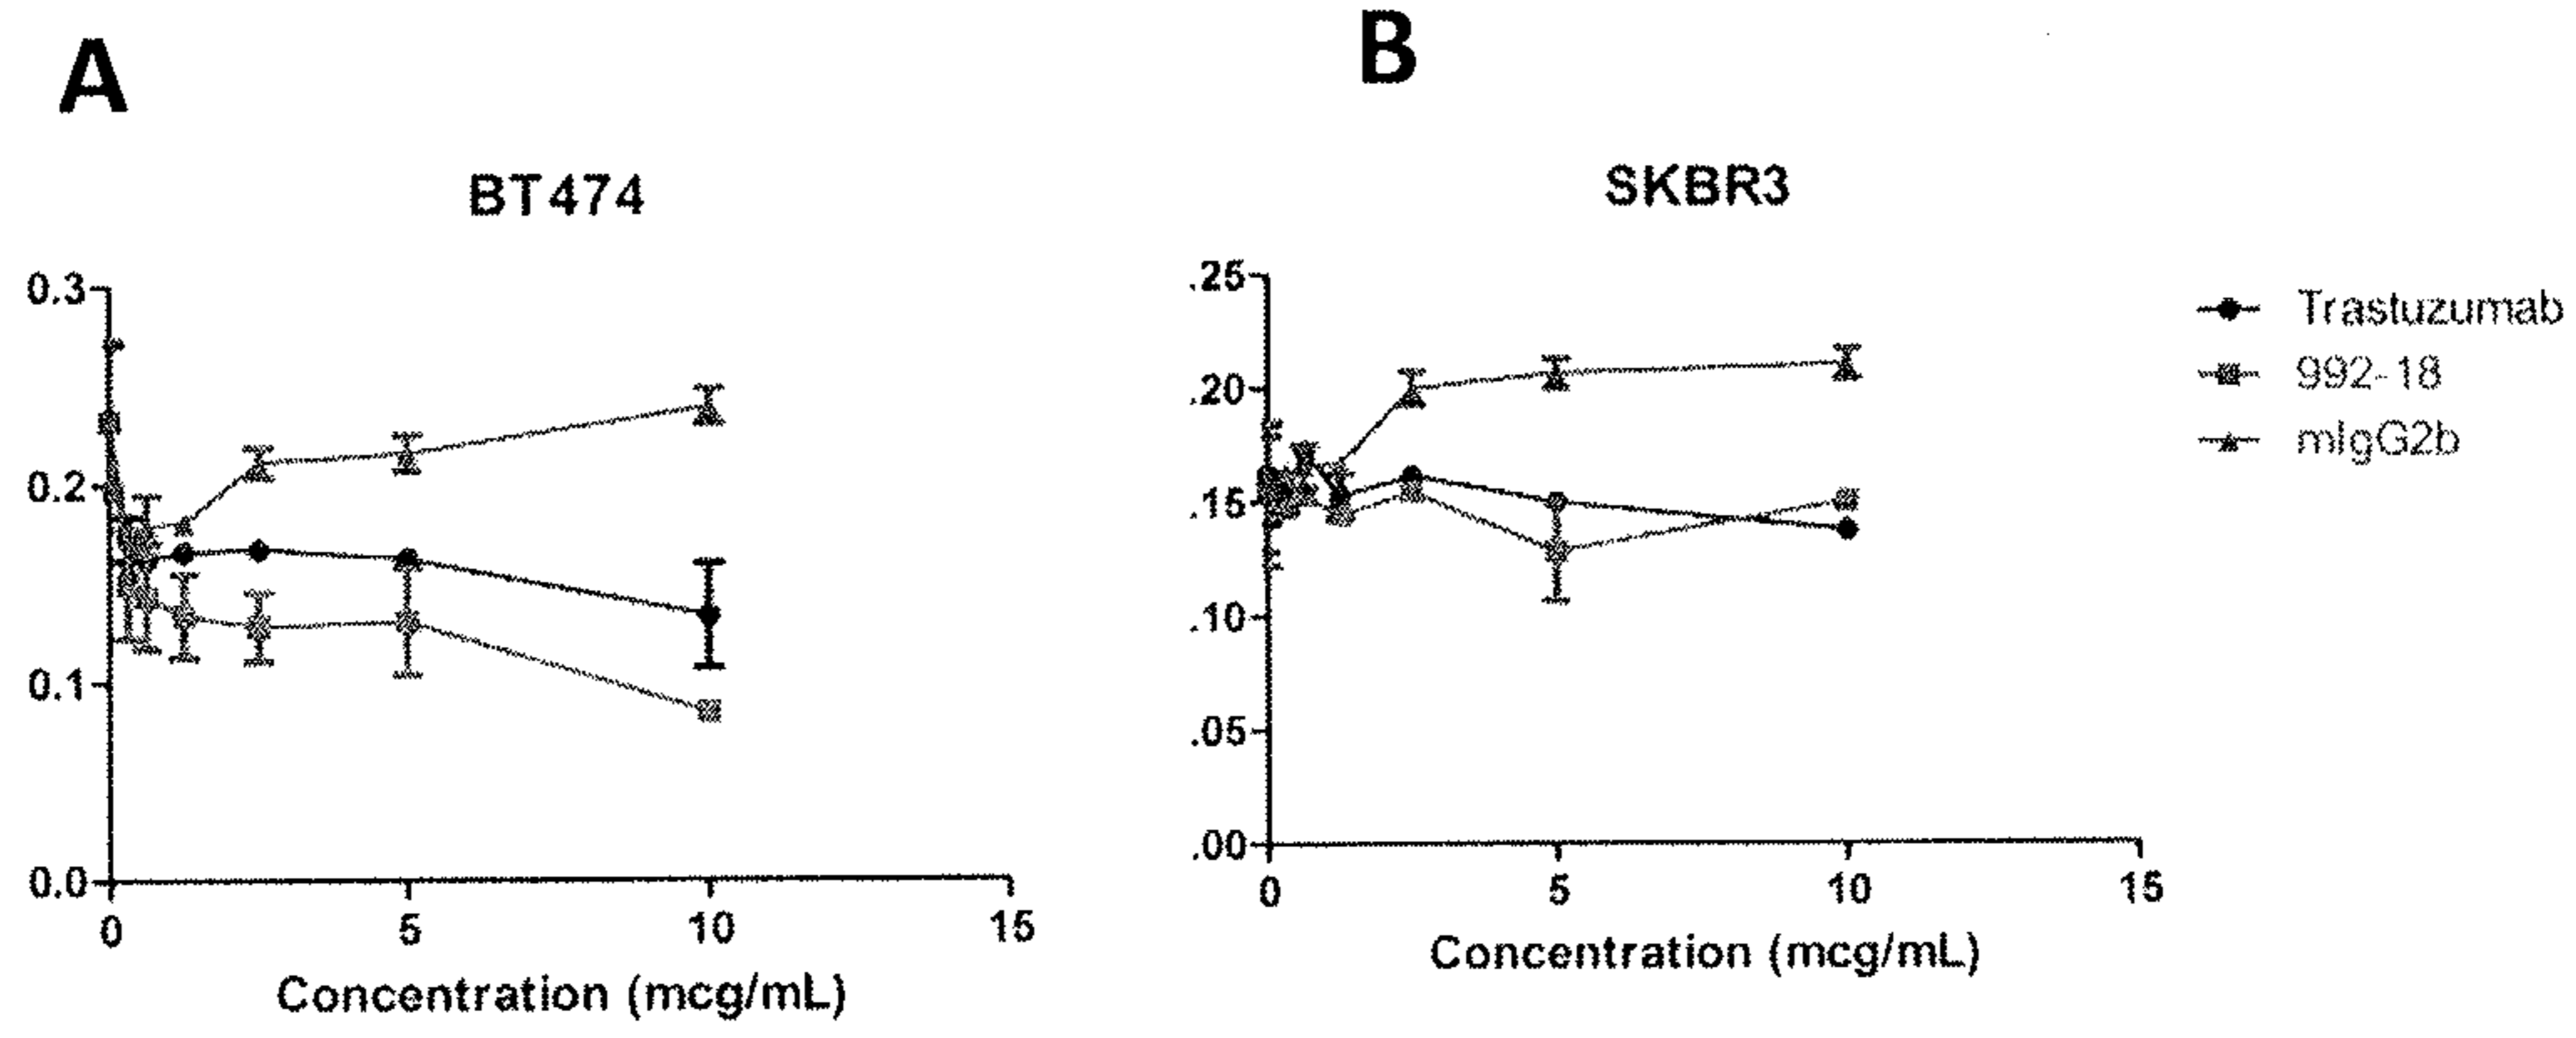 A
BT474
0.3
0.2
0.1
0.0
0
5
10
15
Concentration (mcg/mL)
B
SKBR3
.25
.20
.15
.10
.05
.00
0
5
10
15
Concentration (mcg/mL)
Trastuzumab
992-18
mIgG2b